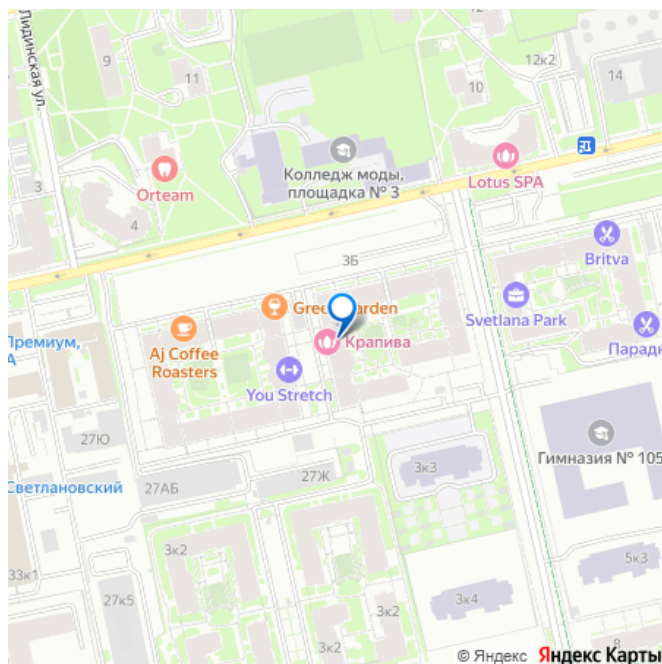 Лидинская ул.
9
11
12к2
14
10
Колледж моды,
площадка № 3
Orteam
Lotus SPA
3
4
3Б
Britva
Gree
arden
Svetlana Park
Крапива
Aj Coffee
Roasters
You Stretch
Премиум,
А
Парадн
27Ю
Гимназия № 105
Светлановский
27АБ
27Ж
3к3
3к2
33к1
27к5
5к3
3к4
3к2
3к2
8
© Яндекс Яндекс Карты